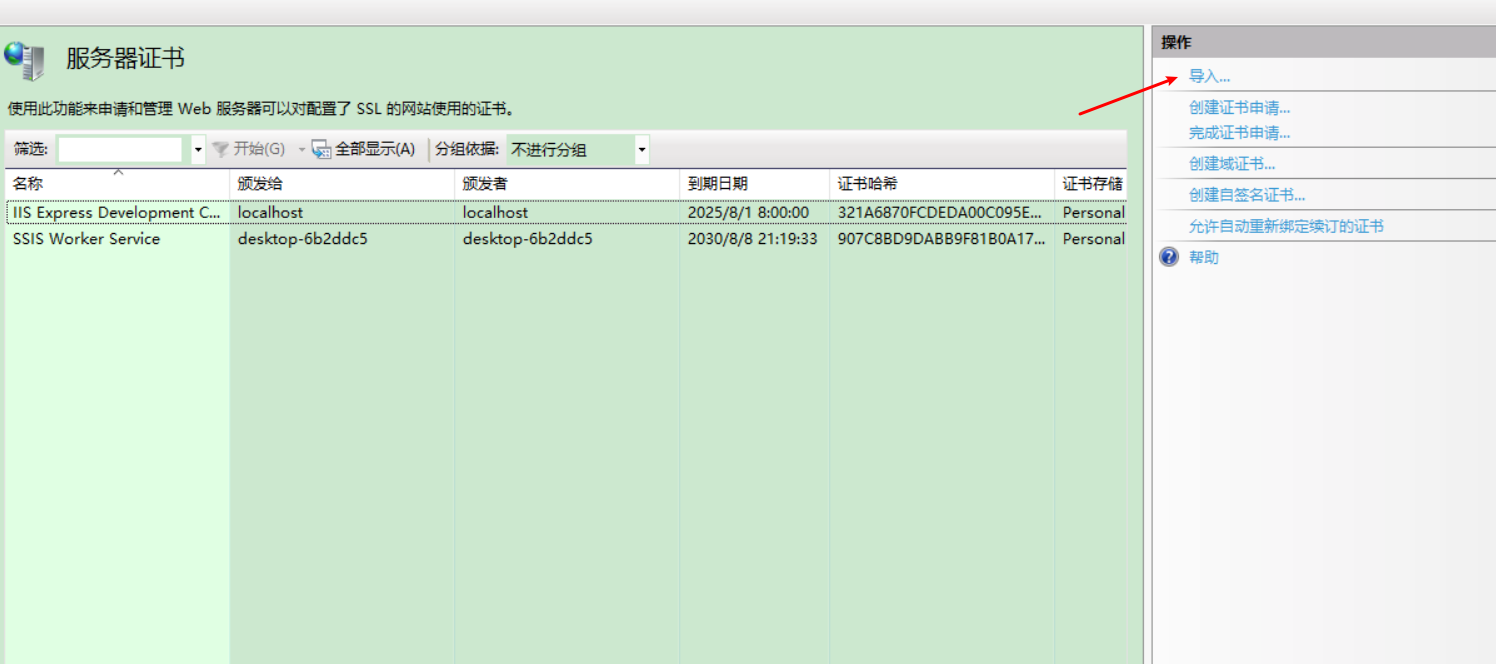 服务器证书
使用此功能来申请和管理 Web 服务器可以对配置了 SSL 的网站使用的证书。
筛选: 开始(G) 全部显示(A) 分组依据: 不进行分组
名称 颁发给 颁发者 到期日期 证书哈希 证书存储
IIS Express Development C... localhost localhost 2025/8/1 8:00:00 321A6870FCDEDA00C095E... Personal
SSIS Worker Service desktop-6b2ddc5 desktop-6b2ddc5 2030/8/8 21:19:33 907C8BD9DABB9F81B0A17... Personal
操作
导入...
创建证书申请...
完成证书申请...
创建域证书...
创建自签名证书...
允许自动重新绑定续订的证书
帮助